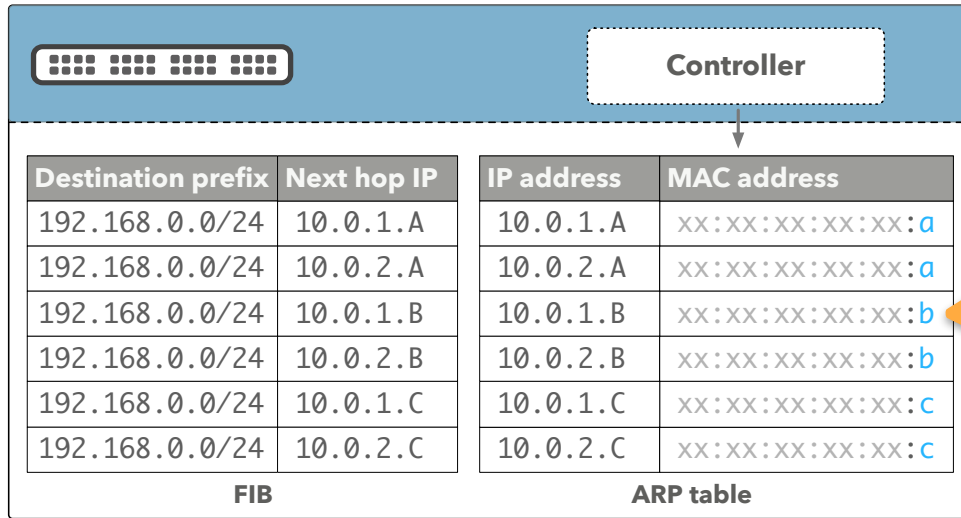 Controller
Destination prefix Next hop IP IP address MAC address
192.168.0.0/24 10.0.1.A 10.0.1.A xx:xx:xx:xx:xx:a
192.168.0.0/24 10.0.2.A 10.0.2.A xx:xx:xx:xx:xx:a
192.168.0.0/24 10.0.1.B 10.0.1.B xx:xx:xx:xx:xx:b
192.168.0.0/24 10.0.2.B 10.0.2.B xx:xx:xx:xx:xx:b
192.168.0.0/24 10.0.1.C 10.0.1.C xx:xx:xx:xx:xx:c
192.168.0.0/24 10.0.2.C 10.0.2.C xx:xx:xx:xx:xx:c
FIB ARP table